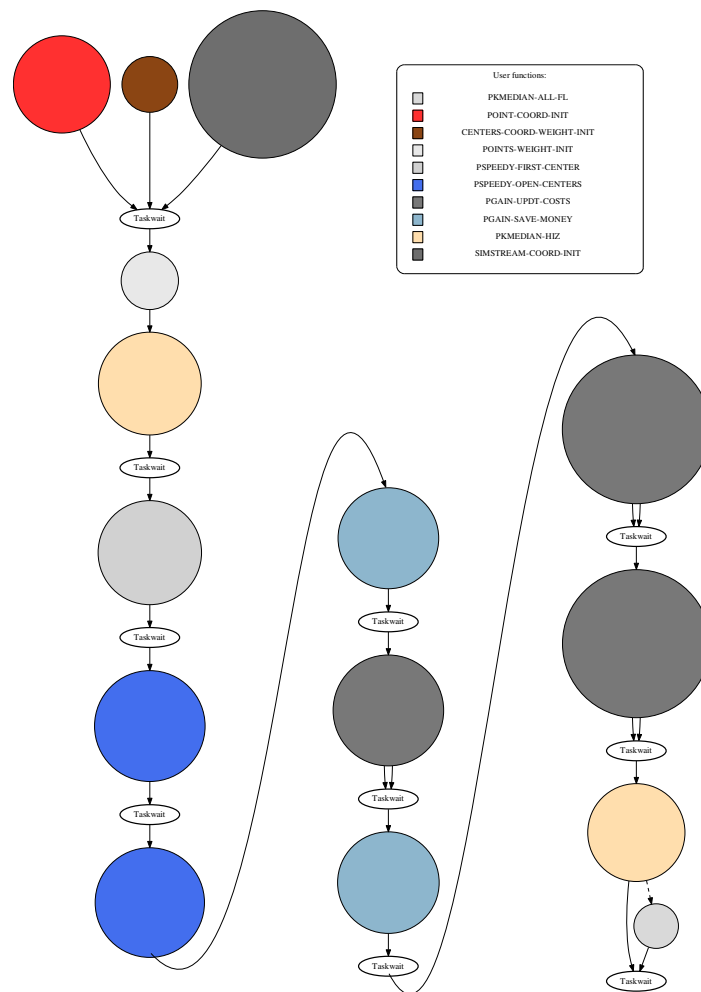 User functions:
PKMEDIAN-ALL-FL
POINT-COORD-INIT
CENTERS-COORD-WEIGHT-INIT
POINTS-WEIGHT-INIT
PSPEEDY-FIRST-CENTER
PSPEEDY-OPEN-CENTERS
PGAIN-UPDT-COSTS
PGAIN-SAVE-MONEY
PKMEDIAN-HIZ
SIMSTREAM-COORD-INIT
Taskwait
Taskwait
Taskwait
Taskwait
Taskwait
Taskwait
Taskwait
Taskwait
Taskwait
Taskwait